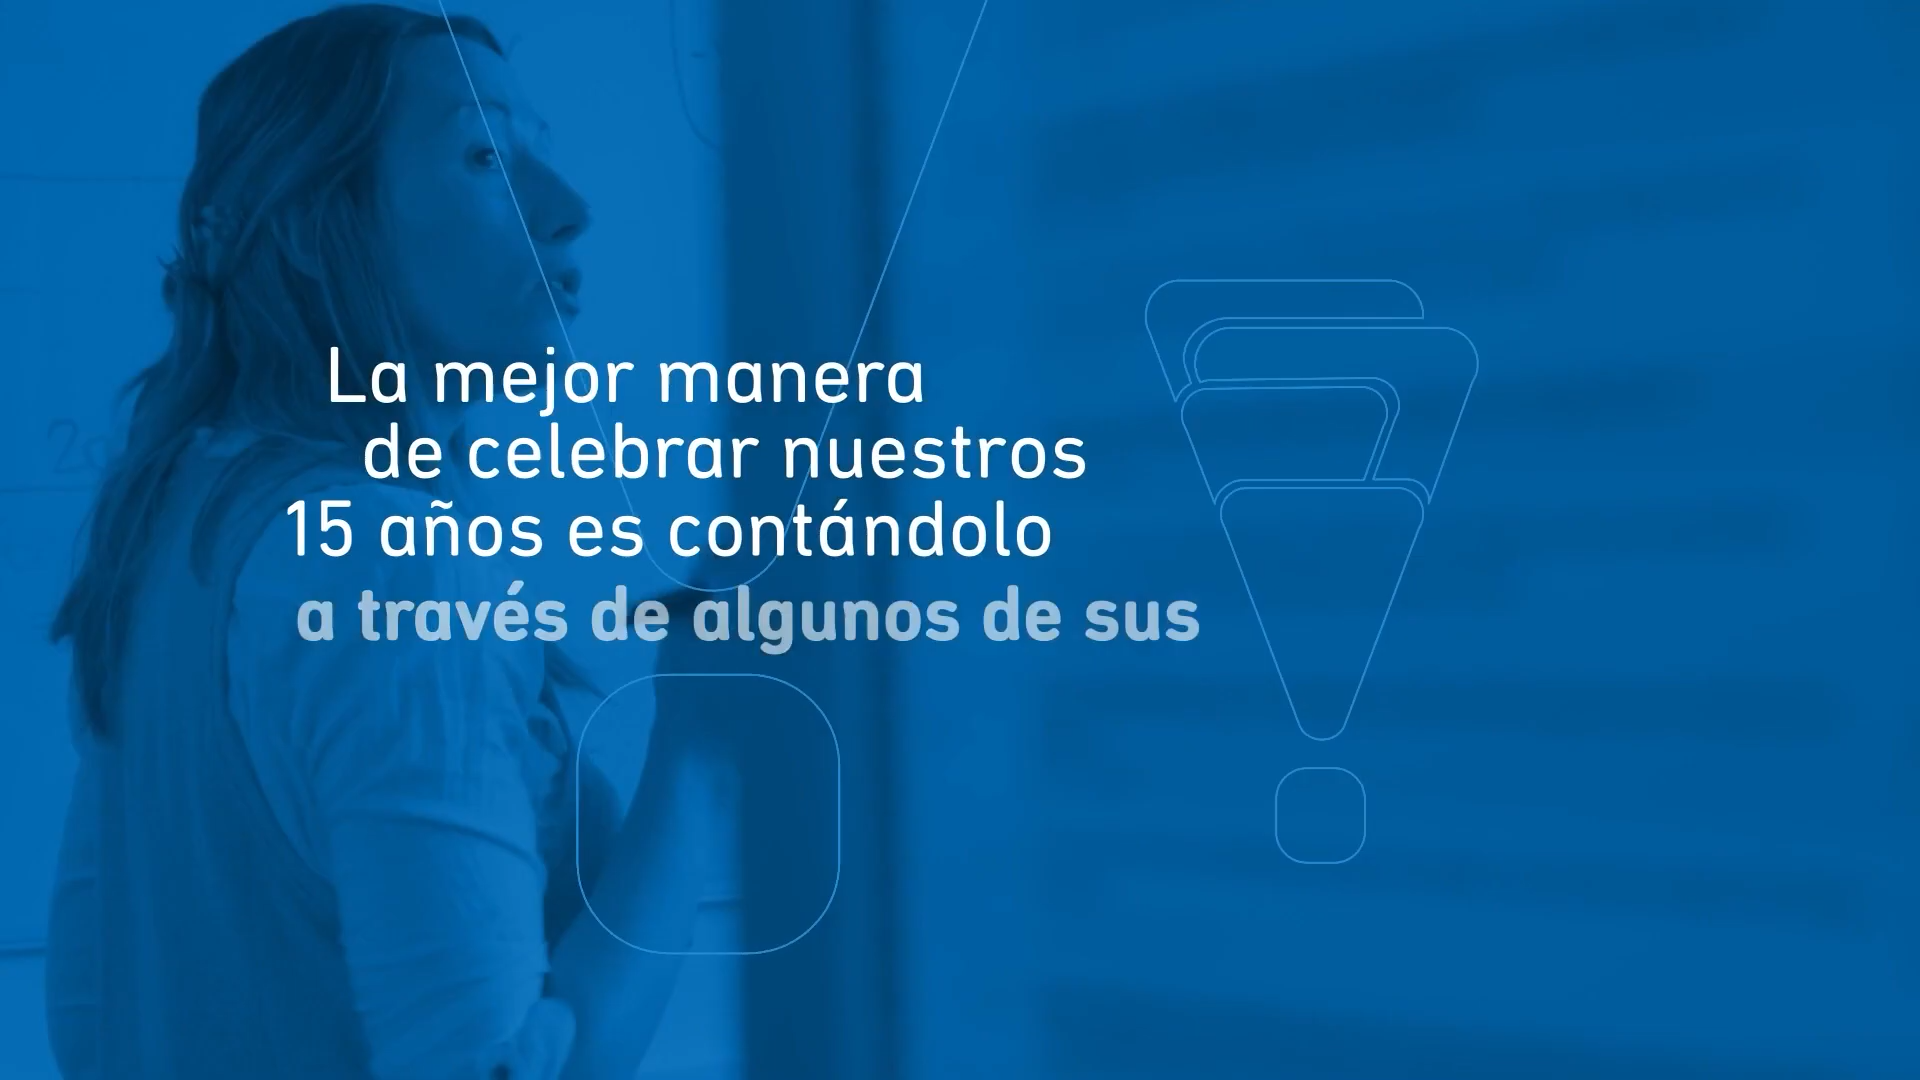 La mejor manera
de celebrar nuestros
15 años es contándolo
a través de algunos de sus